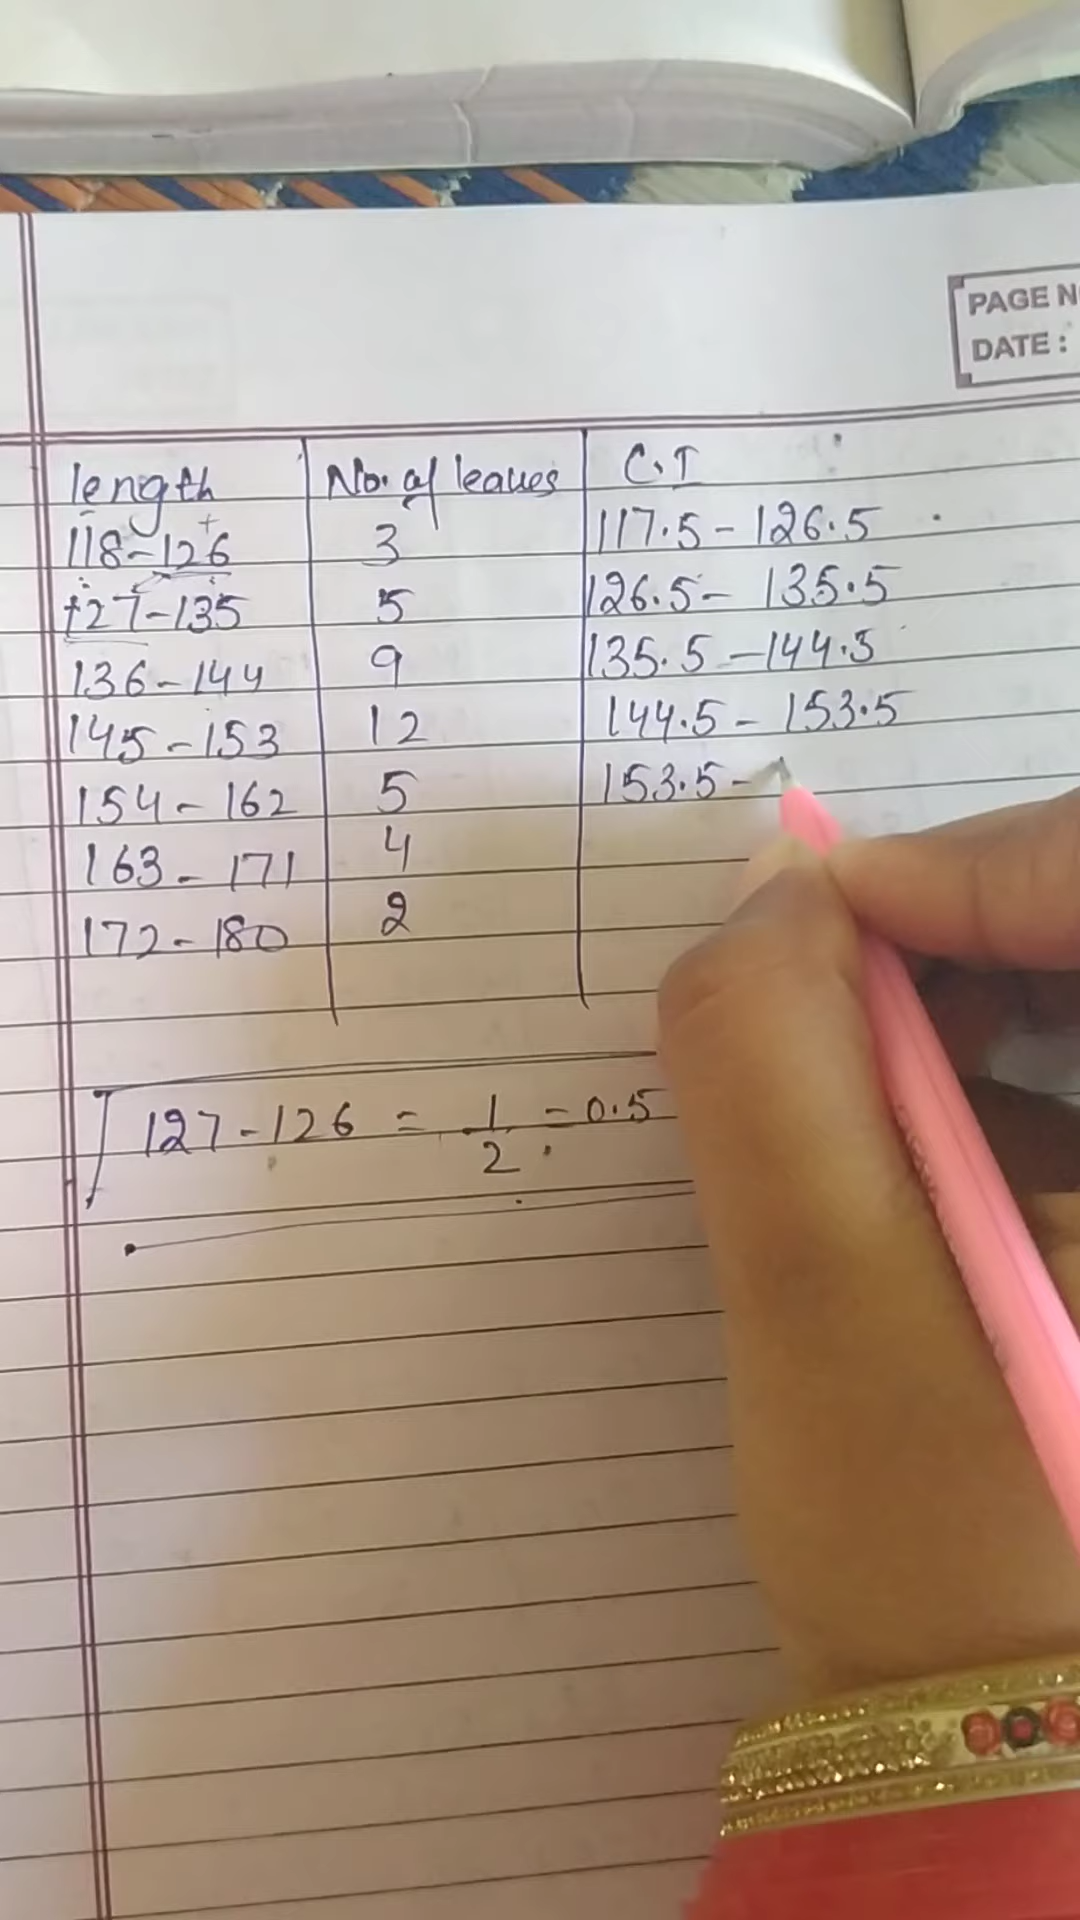 PAGE N
DATE :
length No. of leaves C.I
118-126 3 117.5-126.5
127-135 5 126.5-135.5
136-144 9 135.5-144.5
145-153 12 144.5-153.5
154-162 5 153.5-
163-171 4
172-180 2
127-126 = 1/2 = 0.5